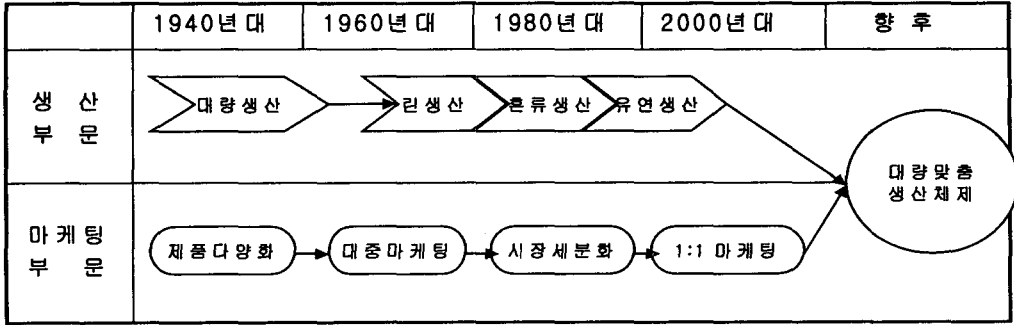 1940년대 1960년대 1980년대 2000년대 향 후
생 산
부 문
대량생산 린생산 혼류생산 유연생산
대량맞춤
생산체제
마케팅
부 문
제품다양화 대중마케팅 시장세분화 1:1 마케팅